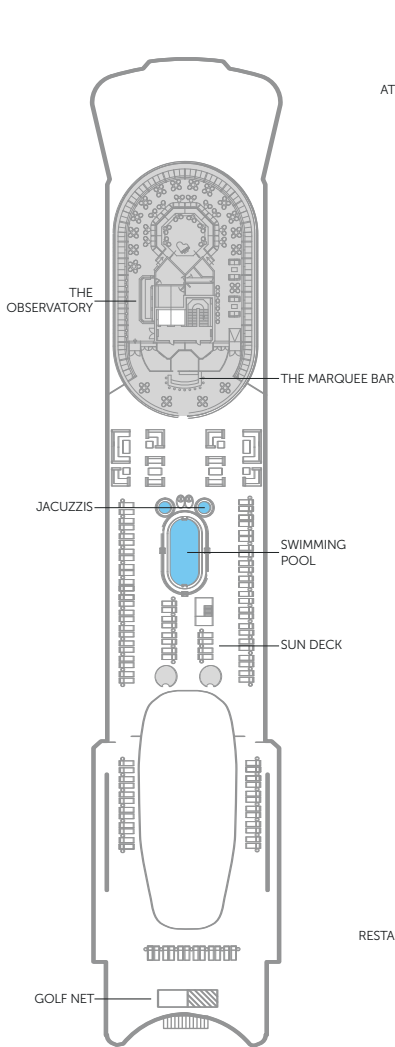 AT
THE
OBSERVATORY
THE MARQUEE BAR
JACUZZIS
SWIMMING
POOL
SUN DECK
RESTA
GOLF NET